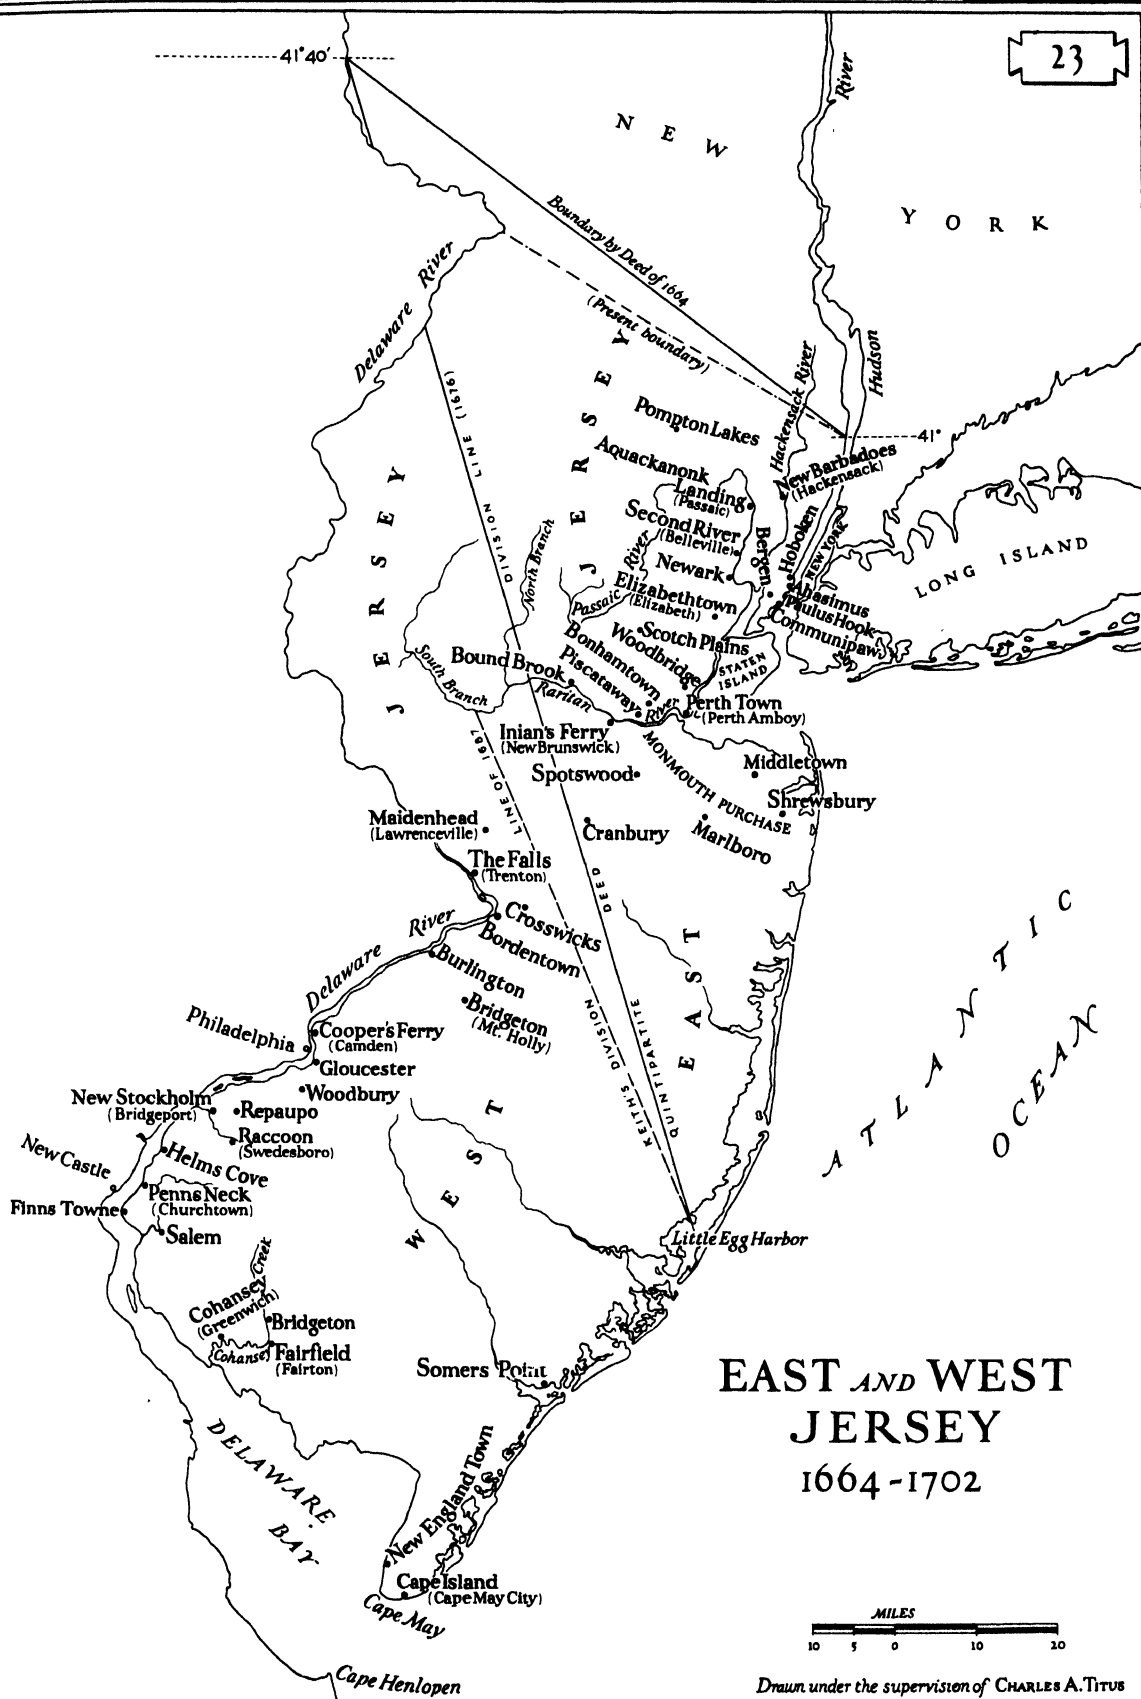 23
41°40'
NEW
YORK
River
Hudson
Boundary by Deed of 1664
(Present boundary)
Delaware River
41°
Hackensack River
Pompton Lakes
Aquackanonk
Landing
(Passaic)
New Barbadoes
(Hackensack)
Second River
(Belleville)
Newark
Elizabethtown
(Elizabeth)
Passaic River
Bergen
Hoboken
NEW YORK
Ahasimus
Paulus Hook
Communipaw
LONG ISLAND
STATEN
ISLAND
Scotch Plains
Woodbridge
Bonhamtown
Piscataway
Bound Brook
North Branch
South Branch
Raritan River
Perth Town
(Perth Amboy)
Inian's Ferry
(New Brunswick)
Spotswood
MONMOUTH PURCHASE
Middletown
Shrewsbury
Marlboro
Cranbury
EAST JERSEY
WEST JERSEY
QUINTIPARTITE DEED DIVISION LINE (1676)
KEITH'S DIVISION LINE OF 1687
Maidenhead
(Lawrenceville)
The Falls
(Trenton)
Crosswicks
Bordentown
Delaware River
Burlington
Bridgeton
(Mt. Holly)
Philadelphia
Cooper's Ferry
(Camden)
Gloucester
Woodbury
New Stockholm
(Bridgeport)
Repaupo
Raccoon
(Swedesboro)
New Castle
Helms Cove
Penns Neck
(Churchtown)
Finns Towne
Salem
Cohansey
(Greenwich)
Creek
Bridgeton
Cohansey
Fairfield
(Fairton)
Little Egg Harbor
Somers Point
ATLANTIC
OCEAN
DELAWARE
BAY
New England Town
Cape Island
(Cape May City)
Cape May
Cape Henlopen
EAST AND WEST
JERSEY
1664-1702
MILES
10 5 0 10 20
Drawn under the supervision of CHARLES A. TITUS